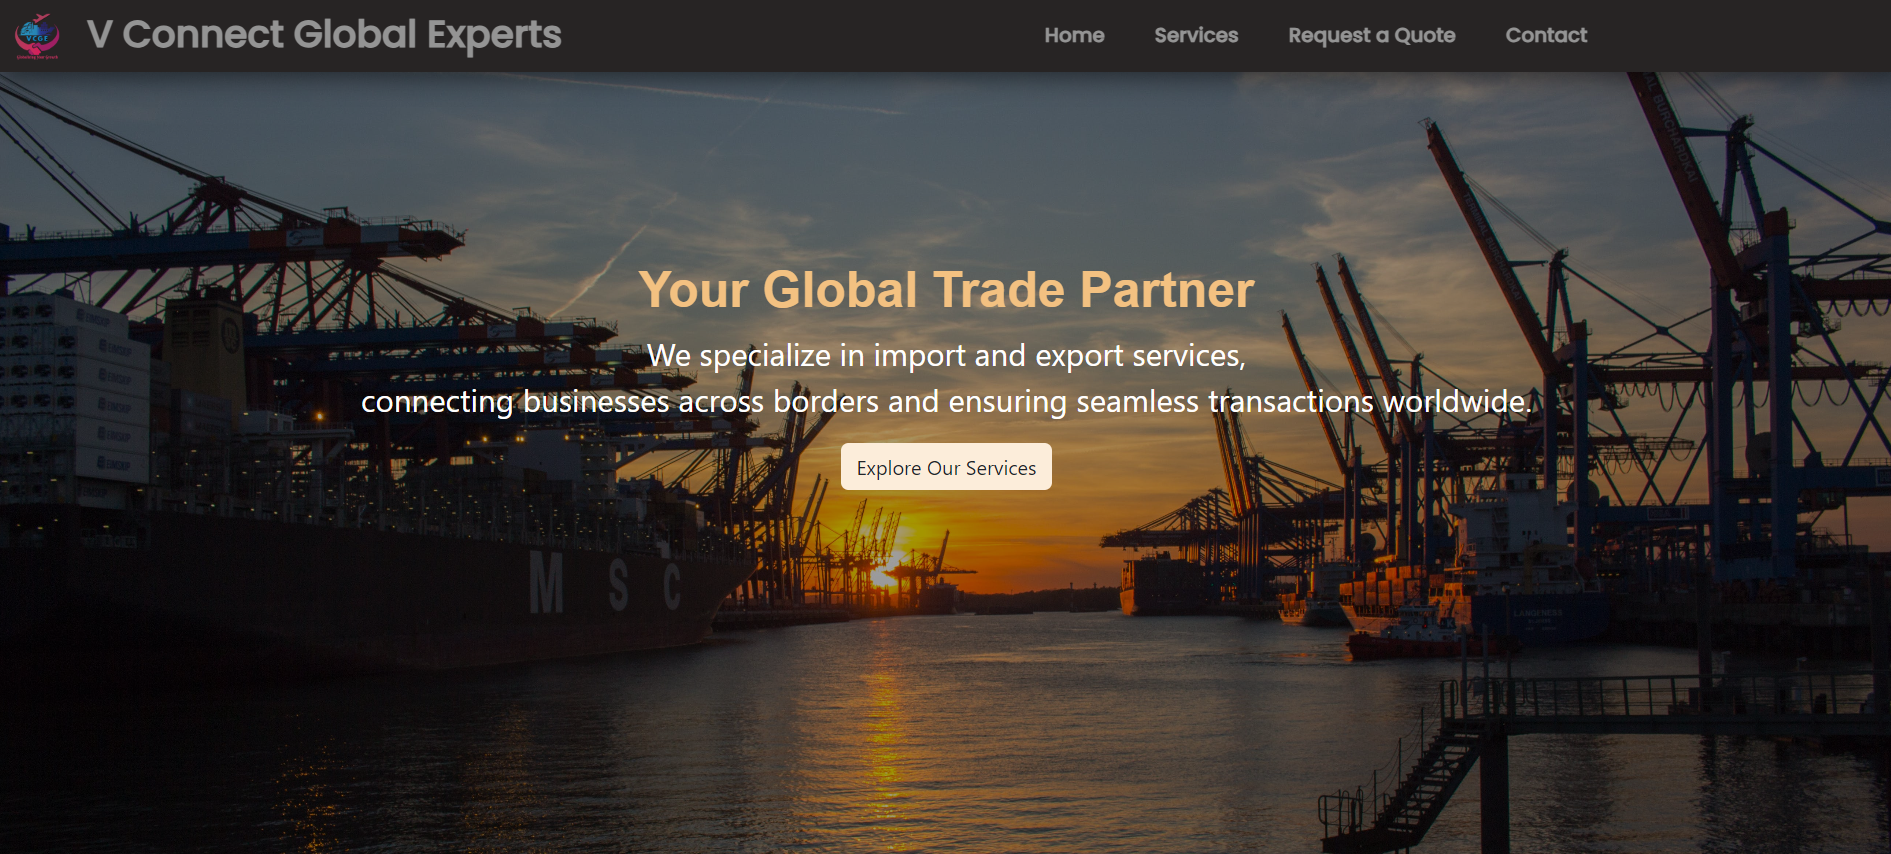 VCGE
V Connect Global Experts
Home
Services
Request a Quote
Contact
Your Global Trade Partner
We specialize in import and export services,
connecting businesses across borders and ensuring seamless transactions worldwide.
Explore Our Services
MSC
LANGENESS